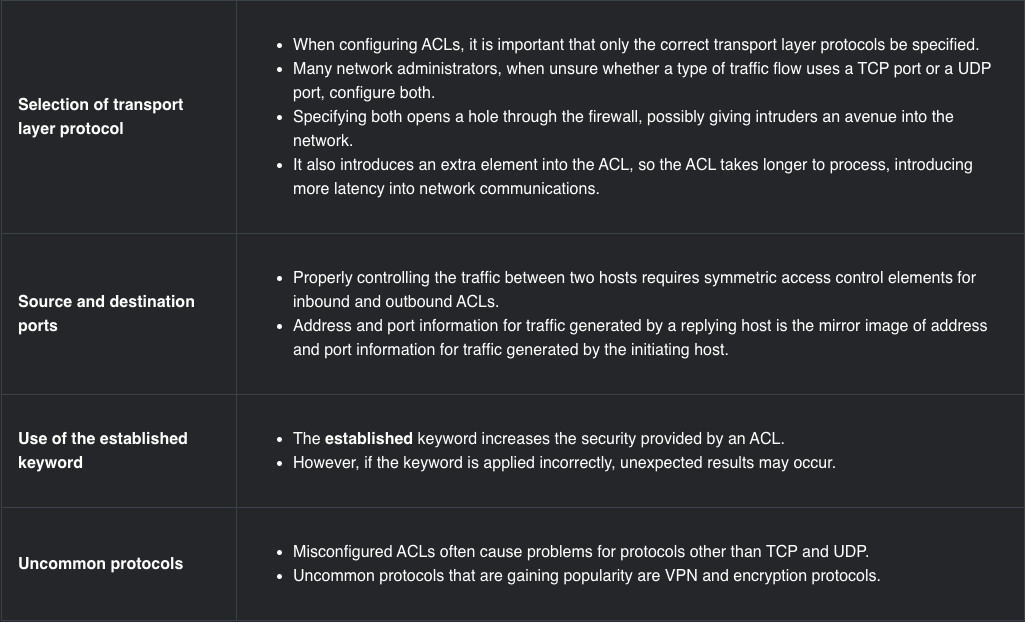 Selection of transport
layer protocol
• When configuring ACLs, it is important that only the correct transport layer protocols be specified.
• Many network administrators, when unsure whether a type of traffic flow uses a TCP port or a UDP
port, configure both.
• Specifying both opens a hole through the firewall, possibly giving intruders an avenue into the
network.
• It also introduces an extra element into the ACL, so the ACL takes longer to process, introducing
more latency into network communications.
Source and destination
ports
• Properly controlling the traffic between two hosts requires symmetric access control elements for
inbound and outbound ACLs.
• Address and port information for traffic generated by a replying host is the mirror image of address
and port information for traffic generated by the initiating host.
Use of the established
keyword
• The established keyword increases the security provided by an ACL.
• However, if the keyword is applied incorrectly, unexpected results may occur.
Uncommon protocols
• Misconfigured ACLs often cause problems for protocols other than TCP and UDP.
• Uncommon protocols that are gaining popularity are VPN and encryption protocols.